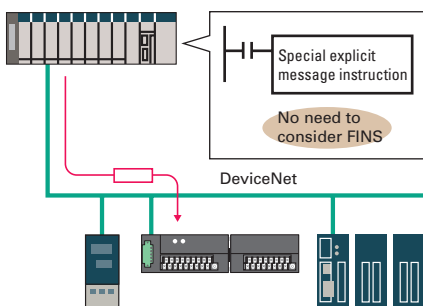 Special explicit
message instruction
No need to
consider FINS
DeviceNet